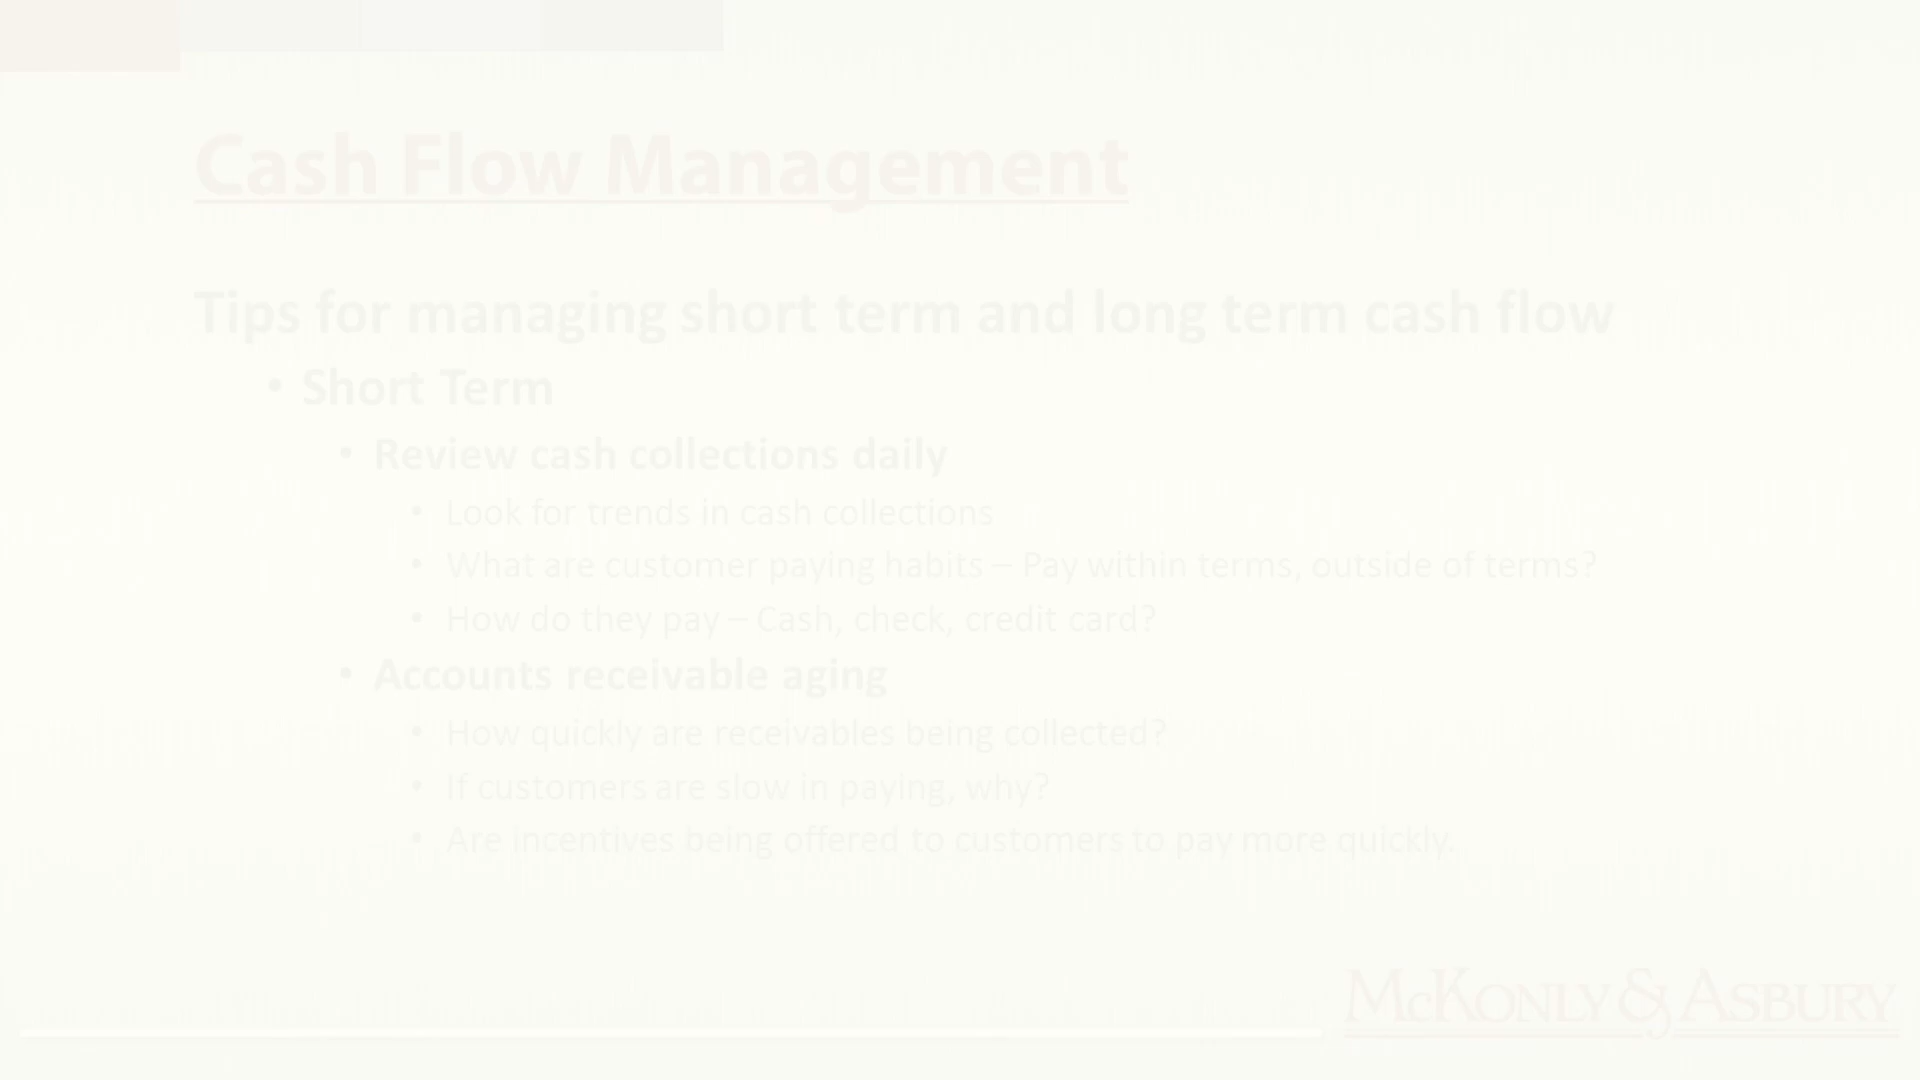 Cash Flow Management
Tips for managing short term and long term cash flow
• Short Term
• Review cash collections daily
• Look for trends in cash collections
• What are customer paying habits – Pay within terms, outside of terms?
• How do they pay – Cash, check, credit card?
• Accounts receivable aging
• How quickly are receivables being collected?
• If customers are slow in paying, why?
• Are incentives being offered to customers to pay more quickly.
McKonly & Asbury